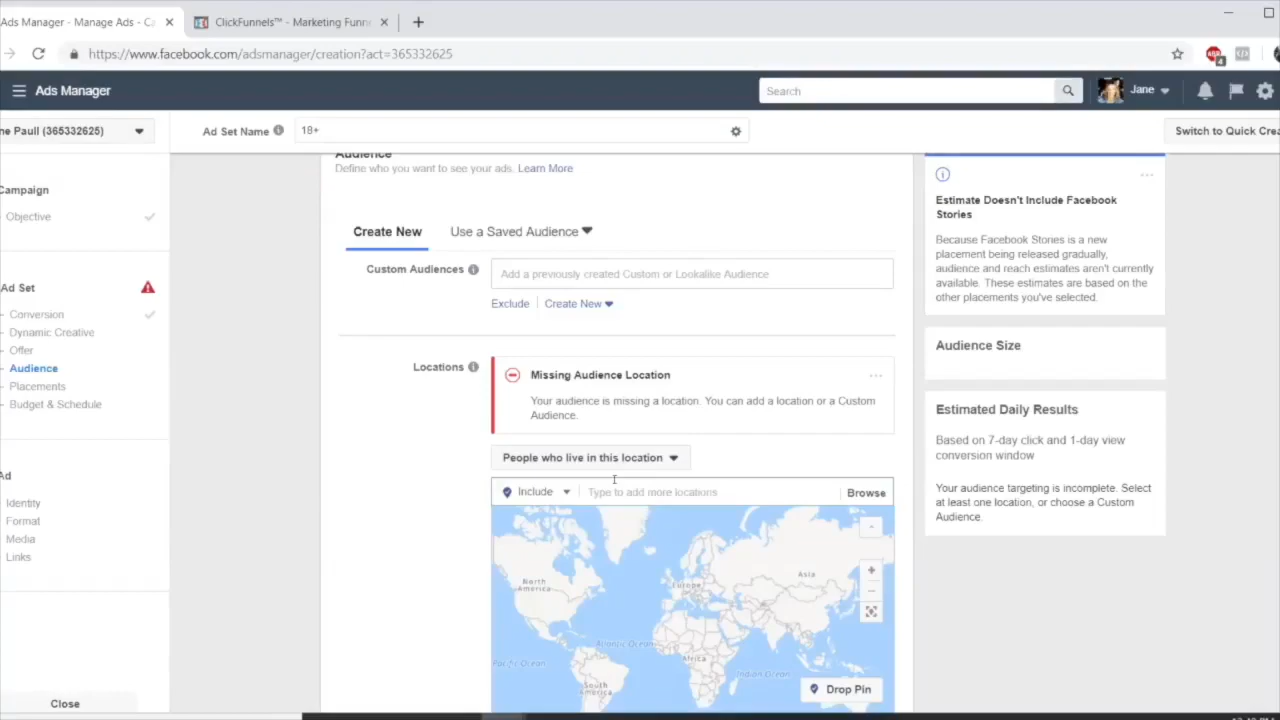 Ads Manager - Manage Ads - Ca
ClickFunnels™ - Marketing Funne
https://www.facebook.com/adsmanager/creation?act=365332625
4
Ads Manager
Search
Jane
ne Paull (365332625)
Ad Set Name
18+
Switch to Quick Crea
Campaign
Objective
Ad Set
Conversion
Dynamic Creative
Offer
Audience
Placements
Budget & Schedule
Ad
Identity
Format
Media
Links
Close
Audience
Define who you want to see your ads. Learn More
Create New
Use a Saved Audience
Custom Audiences
Add a previously created Custom or Lookalike Audience
Exclude
Create New
Locations
Missing Audience Location
Your audience is missing a location. You can add a location or a Custom
Audience.
People who live in this location
Include
Type to add more locations
Browse
North
America
Europe
Asia
Atlantic Ocean
Africa
Pacific Ocean
Indian Ocean
South
America
Drop Pin
Estimate Doesn't Include Facebook
Stories
Because Facebook Stories is a new
placement being released gradually,
audience and reach estimates aren't currently
available. These estimates are based on the
other placements you've selected.
Audience Size
Estimated Daily Results
Based on 7-day click and 1-day view
conversion window
Your audience targeting is incomplete. Select
at least one location, or choose a Custom
Audience.